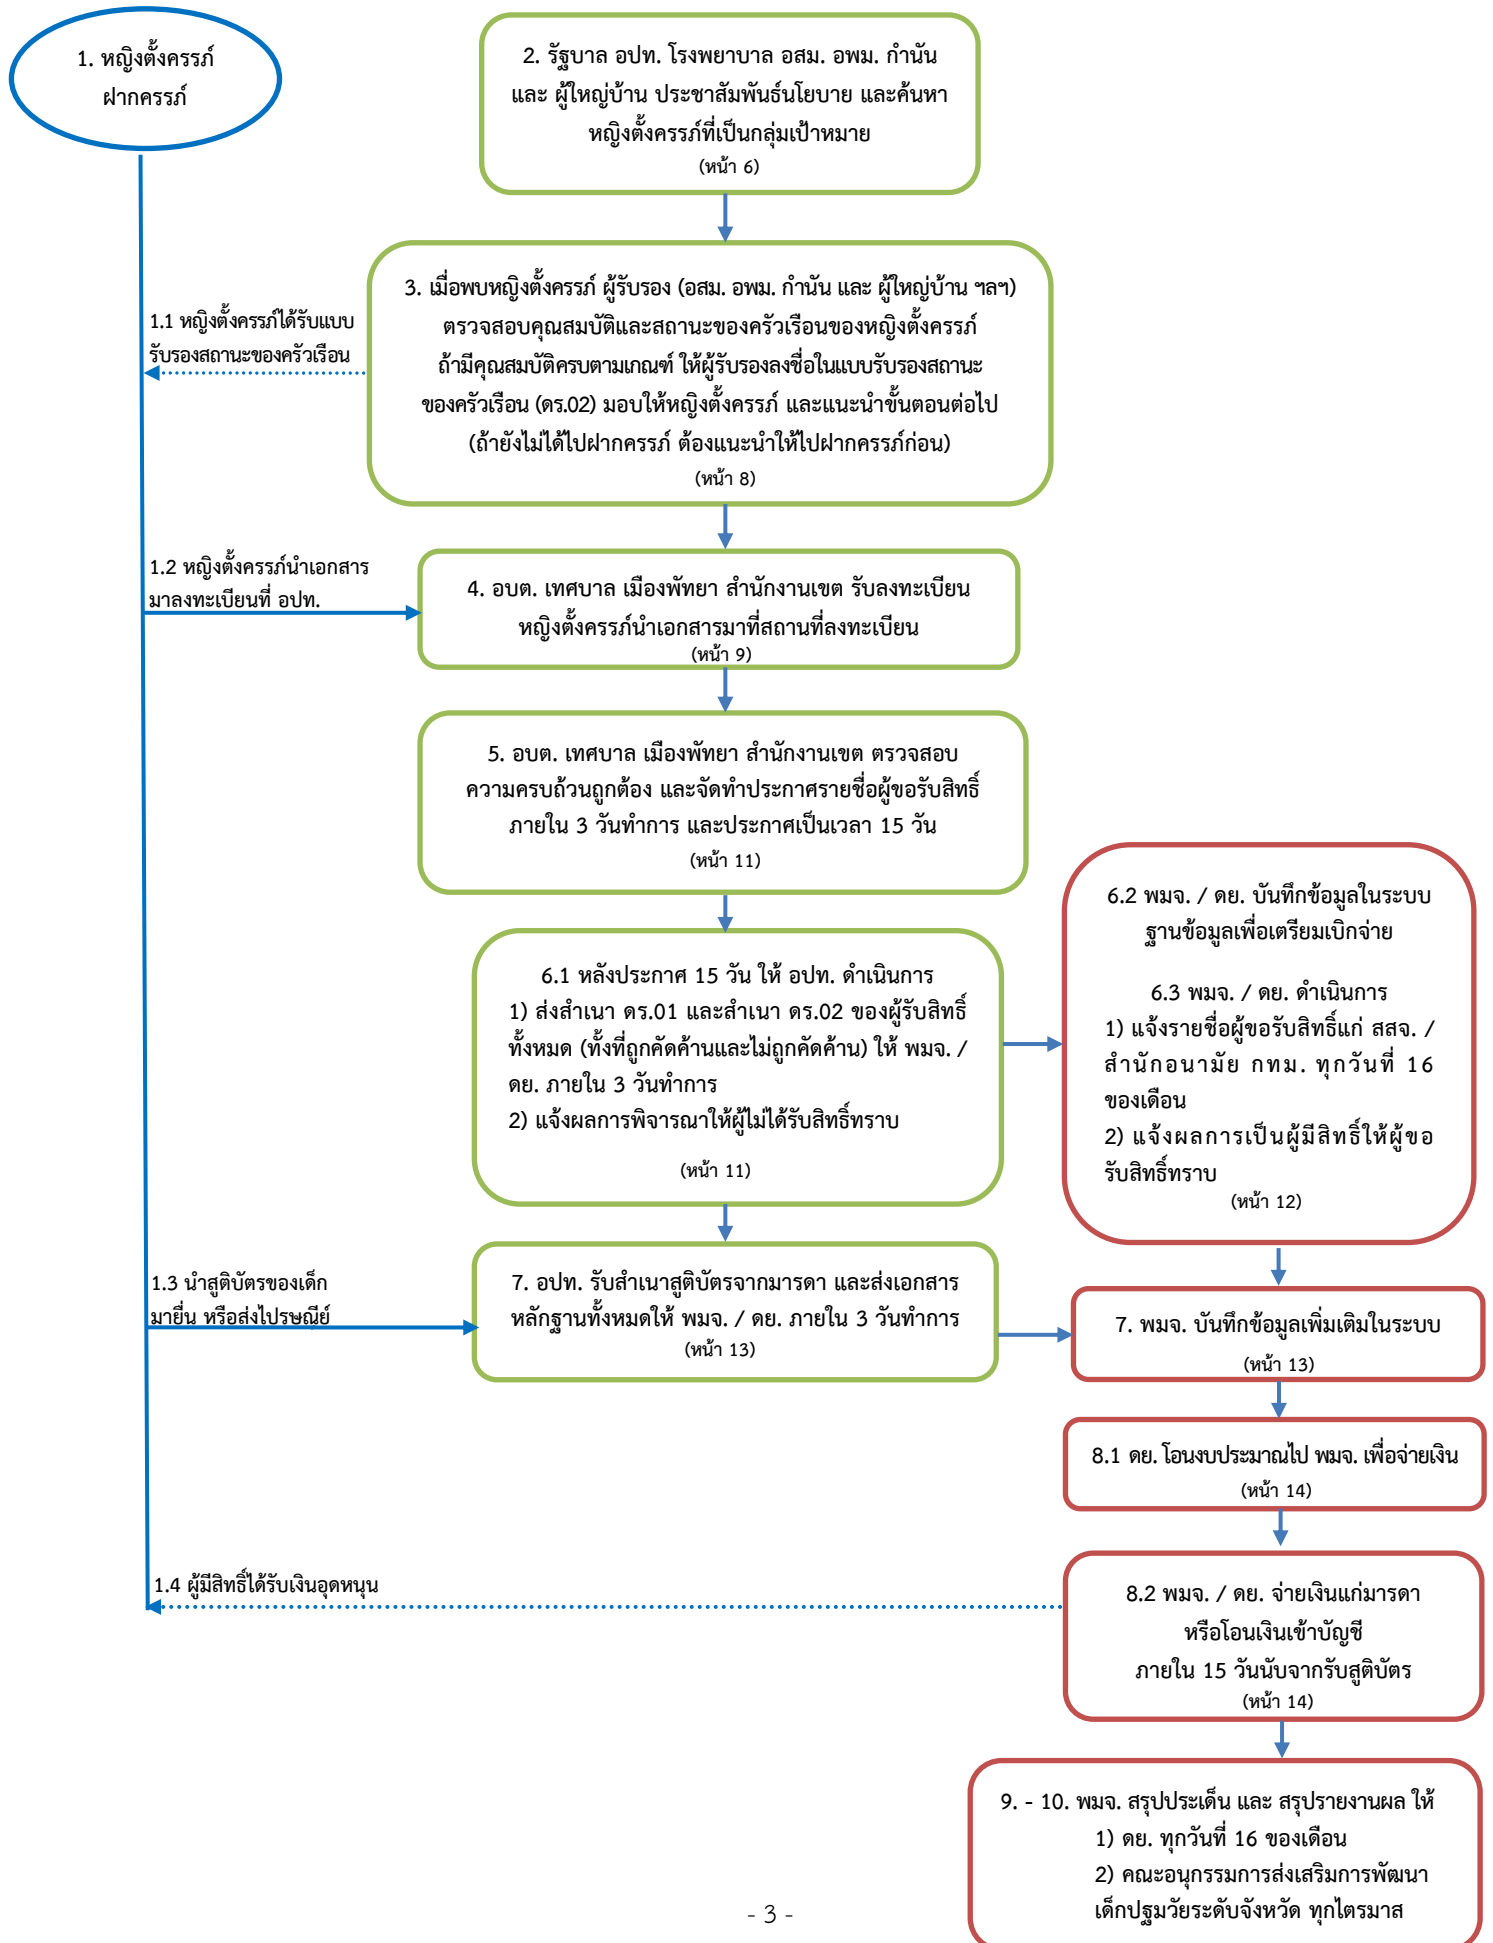 1. หญิงตั้งครรภ์
ฝากครรภ์
2. รัฐบาล อปท. โรงพยาบาล อสม. อพม. กำนัน
และ ผู้ใหญ่บ้าน ประชาสัมพันธ์นโยบาย และค้นหา
หญิงตั้งครรภ์ที่เป็นกลุ่มเป้าหมาย
(หน้า 6)
3. เมื่อพบหญิงตั้งครรภ์ ผู้รับรอง (อสม. อพม. กำนัน และ ผู้ใหญ่บ้าน ฯลฯ)
ตรวจสอบคุณสมบัติและสถานะของครัวเรือนของหญิงตั้งครรภ์
ถ้ามีคุณสมบัติครบตามเกณฑ์ ให้ผู้รับรองลงชื่อในแบบรับรองสถานะ
ของครัวเรือน (ดร.02) มอบให้หญิงตั้งครรภ์ และแนะนำขั้นตอนต่อไป
(ถ้ายังไม่ได้ไปฝากครรภ์ ต้องแนะนำให้ไปฝากครรภ์ก่อน)
(หน้า 8)
1.1 หญิงตั้งครรภ์ได้รับแบบ
รับรองสถานะของครัวเรือน
1.2 หญิงตั้งครรภ์นำเอกสาร
มาลงทะเบียนที่ อปท.
4. อบต. เทศบาล เมืองพัทยา สำนักงานเขต รับลงทะเบียน
หญิงตั้งครรภ์นำเอกสารมาที่สถานที่ลงทะเบียน
(หน้า 9)
5. อบต. เทศบาล เมืองพัทยา สำนักงานเขต ตรวจสอบ
ความครบถ้วนถูกต้อง และจัดทำประกาศรายชื่อผู้ขอรับสิทธิ์
ภายใน 3 วันทำการ และประกาศเป็นเวลา 15 วัน
(หน้า 11)
6.1 หลังประกาศ 15 วัน ให้ อปท. ดำเนินการ
1) ส่งสำเนา ดร.01 และสำเนา ดร.02 ของผู้รับสิทธิ์
ทั้งหมด (ทั้งที่ถูกคัดค้านและไม่ถูกคัดค้าน) ให้ พมจ. /
ดย. ภายใน 3 วันทำการ
2) แจ้งผลการพิจารณาให้ผู้ไม่ได้รับสิทธิ์ทราบ
(หน้า 11)
6.2 พมจ. / ดย. บันทึกข้อมูลในระบบ
ฐานข้อมูลเพื่อเตรียมเบิกจ่าย
6.3 พมจ. / ดย. ดำเนินการ
1) แจ้งรายชื่อผู้ขอรับสิทธิ์แก่ สสจ. /
สำนักอนามัย กทม. ทุกวันที่ 16
ของเดือน
2) แจ้งผลการเป็นผู้มีสิทธิ์ให้ผู้ขอ
รับสิทธิ์ทราบ
(หน้า 12)
1.3 นำสูติบัตรของเด็ก
มายื่น หรือส่งไปรษณีย์
7. อปท. รับสำเนาสูติบัตรจากมารดา และส่งเอกสาร
หลักฐานทั้งหมดให้ พมจ. / ดย. ภายใน 3 วันทำการ
(หน้า 13)
7. พมจ. บันทึกข้อมูลเพิ่มเติมในระบบ
(หน้า 13)
8.1 ดย. โอนงบประมาณไป พมจ. เพื่อจ่ายเงิน
(หน้า 14)
1.4 ผู้มีสิทธิ์ได้รับเงินอุดหนุน
8.2 พมจ. / ดย. จ่ายเงินแก่มารดา
หรือโอนเงินเข้าบัญชี
ภายใน 15 วันนับจากรับสูติบัตร
(หน้า 14)
9. - 10. พมจ. สรุปประเด็น และ สรุปรายงานผล ให้
1) ดย. ทุกวันที่ 16 ของเดือน
2) คณะอนุกรรมการส่งเสริมการพัฒนา
เด็กปฐมวัยระดับจังหวัด ทุกไตรมาส
- 3 -